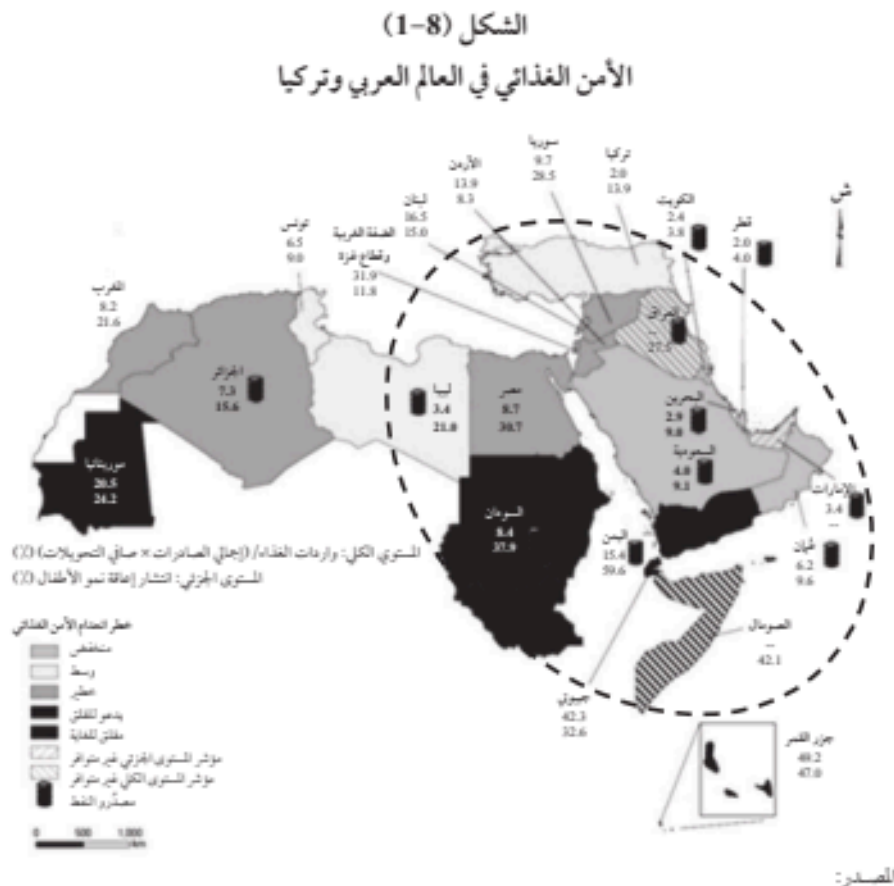 الشكل (8-1)
الأمن الغذائي في العالم العربي وتركيا
سوريا
9.7
28.5
تركيا
2.0
13.9
الأردن
13.9
8.3
لبنان
16.5
15.0
الكويت
2.4
3.8
قطر
2.0
4.0
الضفة الغربية
وقطاع غزة
31.9
11.8
تونس
6.5
9.0
المغرب
8.2
21.6
العراق
--
27.5
الجزائر
7.3
15.6
ليبيا
3.4
21.0
مصر
8.7
30.7
البحرين
2.9
9.0
السعودية
4.0
9.1
موريتانيا
20.5
24.2
السودان
8.4
37.9
الإمارات
3.4
--
اليمن
15.4
59.6
عُمان
6.2
9.6
المستوي الكلي: واردات الغذاء/ (إجمالي الصادرات × صافي التحويلات) (٪)
المستوى الجزئي: انتشار إعاقة نمو الأطفال (٪)
الصومال
--
42.1
جيبوتي
42.3
32.6
جزر القمر
49.2
47.0
خطر انعدام الأمن الغذائي
منخفض
وسط
خطير
يدعو للقلق
مقلق للغاية
مؤشر المستوى الجزئي غير متوافر
مؤشر المستوى الكلي غير متوافر
مصدّرو النفط
0 500 1,000
km
المصدر: